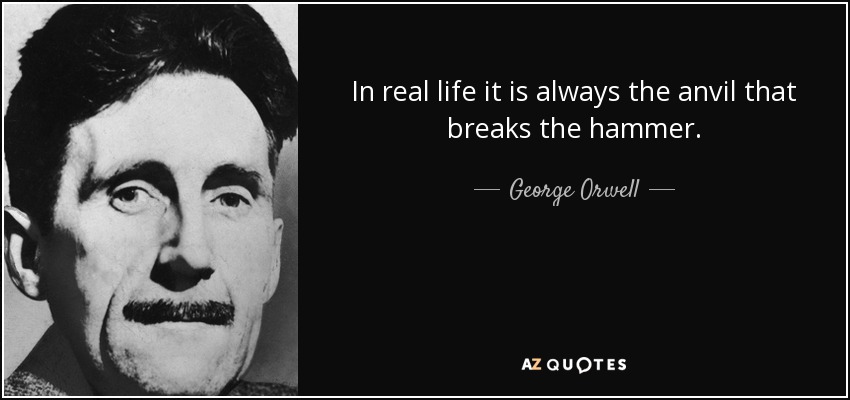 In real life it is always the anvil that
breaks the hammer.
George Orwell
AZ QUOTES